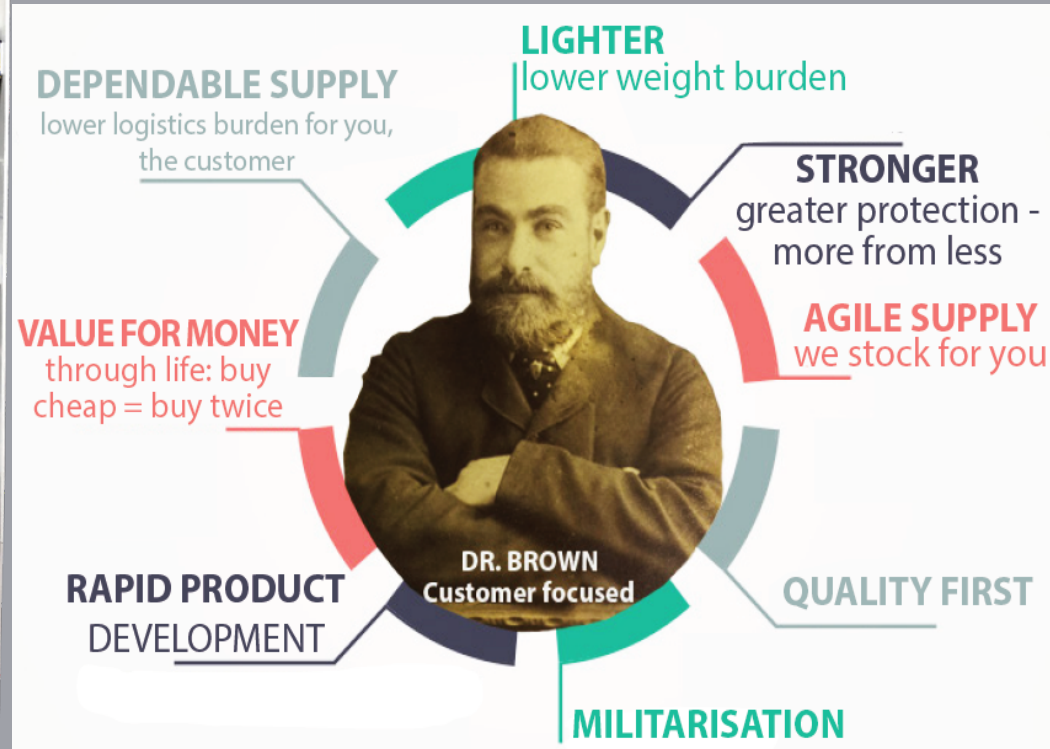 LIGHTER
lower weight burden
DEPENDABLE SUPPLY
lower logistics burden for you,
the customer
STRONGER
greater protection -
more from less
VALUE FOR MONEY
through life: buy
cheap = buy twice
AGILE SUPPLY
we stock for you
DR. BROWN
Customer focused
RAPID PRODUCT
DEVELOPMENT
QUALITY FIRST
MILITARISATION